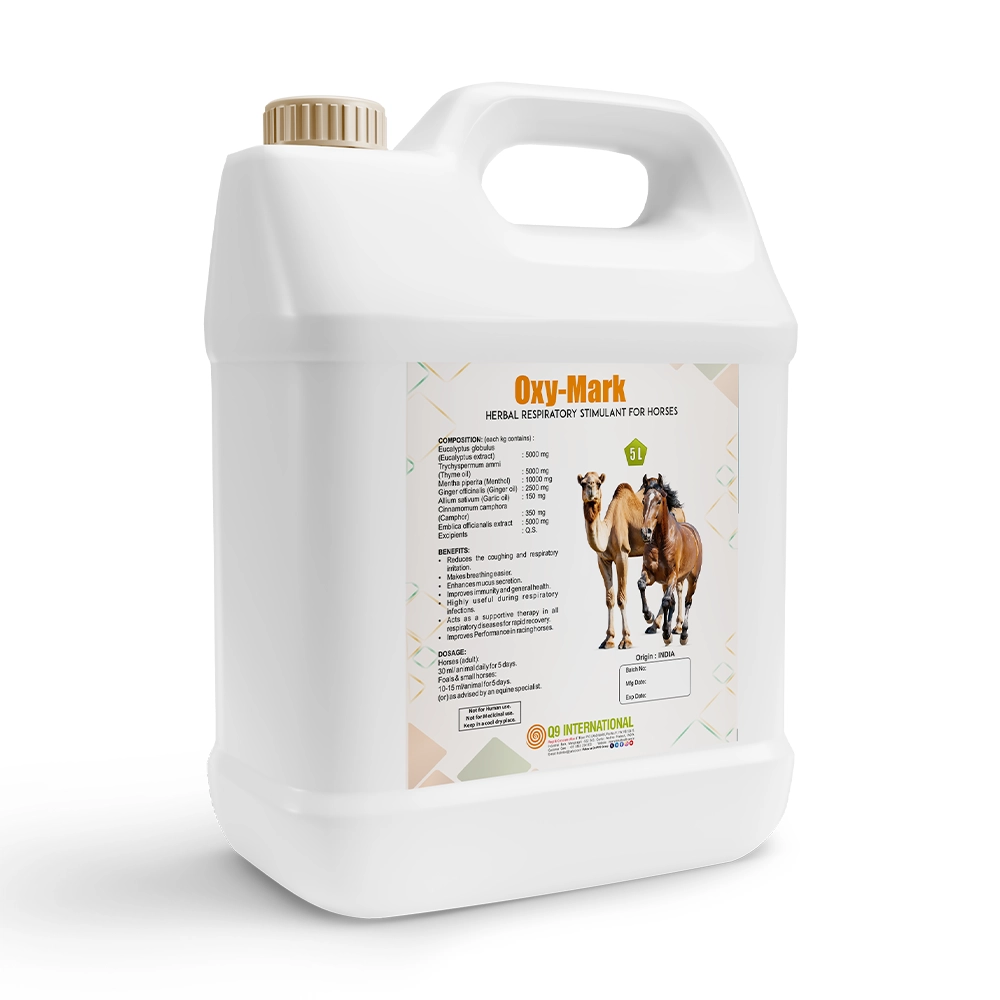 Oxy-Mark
HERBAL RESPIRATORY STIMULANT FOR HORSES
COMPOSITION: (each kg contains) :
Eucalyptus globulus
(Eucalyptus extract) : 5000 mg
Trychyspermum ammi
(Thyme oil) : 5000 mg
Mentha piperita (Menthol) : 10000 mg
Ginger officinalis (Ginger oil) : 2500 mg
Allium sativum (Garic oil) : 150 mg
Cinnamomum camphora
(Camphor) : 350 mg
Emblica officianalis extract : 5000mg
Excipients : Q.S.
5 L
BENEFITS:
• Reduces the coughing and respiratory
irritation.
• Makes breathing easier.
• Enhances mucus secretion.
• Improves immunity and general health.
• Highly useful during respiratory
infections.
• Acts as a supportive therapy in all
respiratory diseases for rapid recovery.
• Improves Performance in racing horses.
DOSAGE:
Horses (adult):
30 ml/ animal daily for 5 days.
Foals & small horses:
10-15 ml/animal for 5 days.
(or) as advised by an equine specialist.
Not for Human use.
Not for Medicinal use.
Keep in a cool dry place.
Origin : INDIA
Batch No:
Mfg Date:
Exp Date:
Q9 INTERNATIONAL